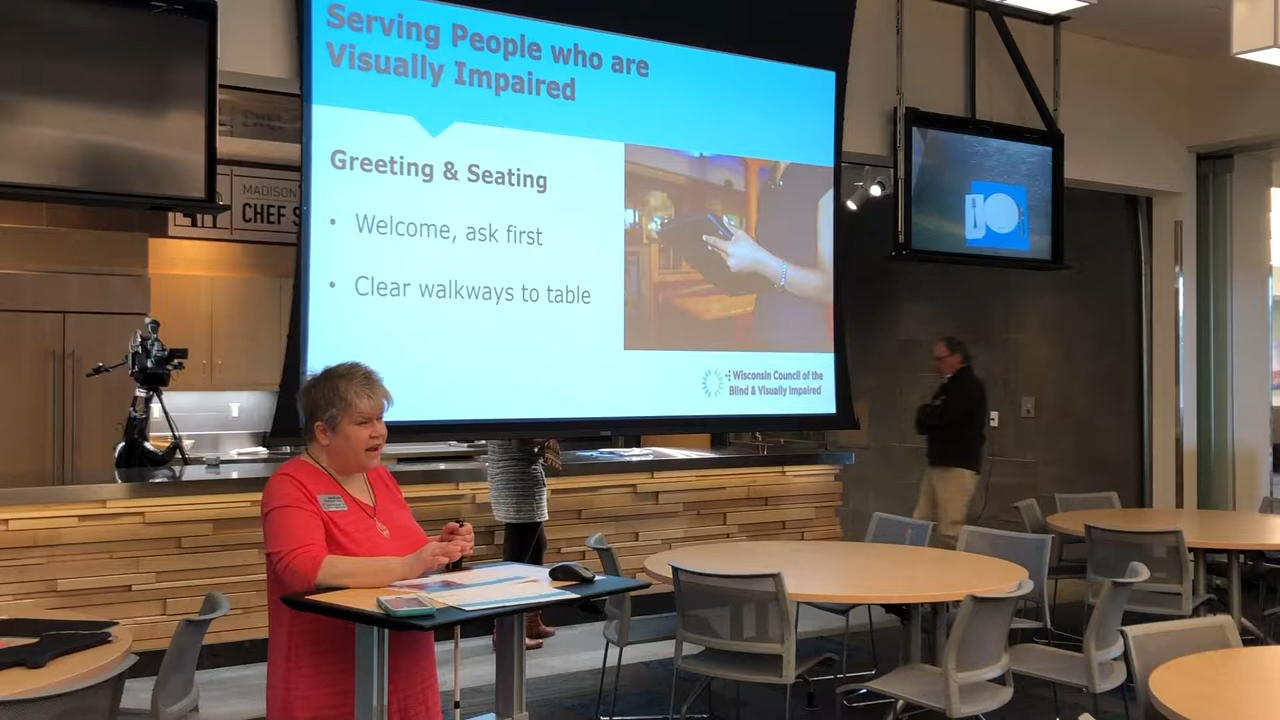 Serving People who are
Visually Impaired
Greeting & Seating
• Welcome, ask first
• Clear walkways to table
Wisconsin Council of the
Blind & Visually Impaired
MADISON
CHEF S